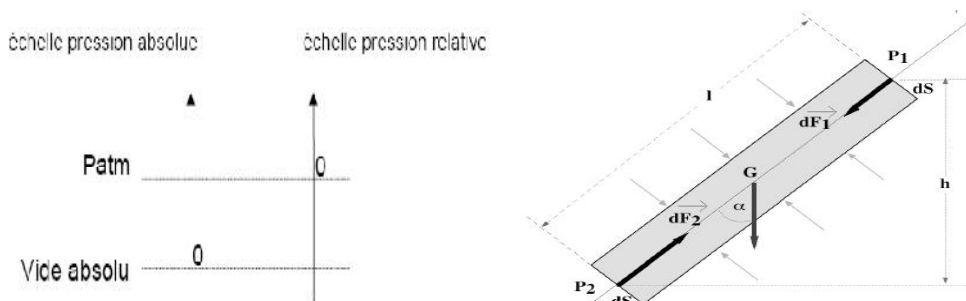 échelle pression absolue
échelle pression relative
Patm
0
0
Vide absolu
P1
dS
l
dF1
h
G
α
dF2
P2
dS